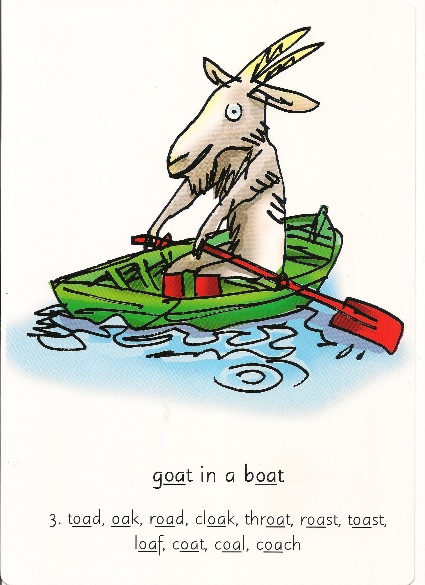 goat in a boat
3. toad, oak, road, cloak, throat, roast, toast,
loaf, coat, coal, coach